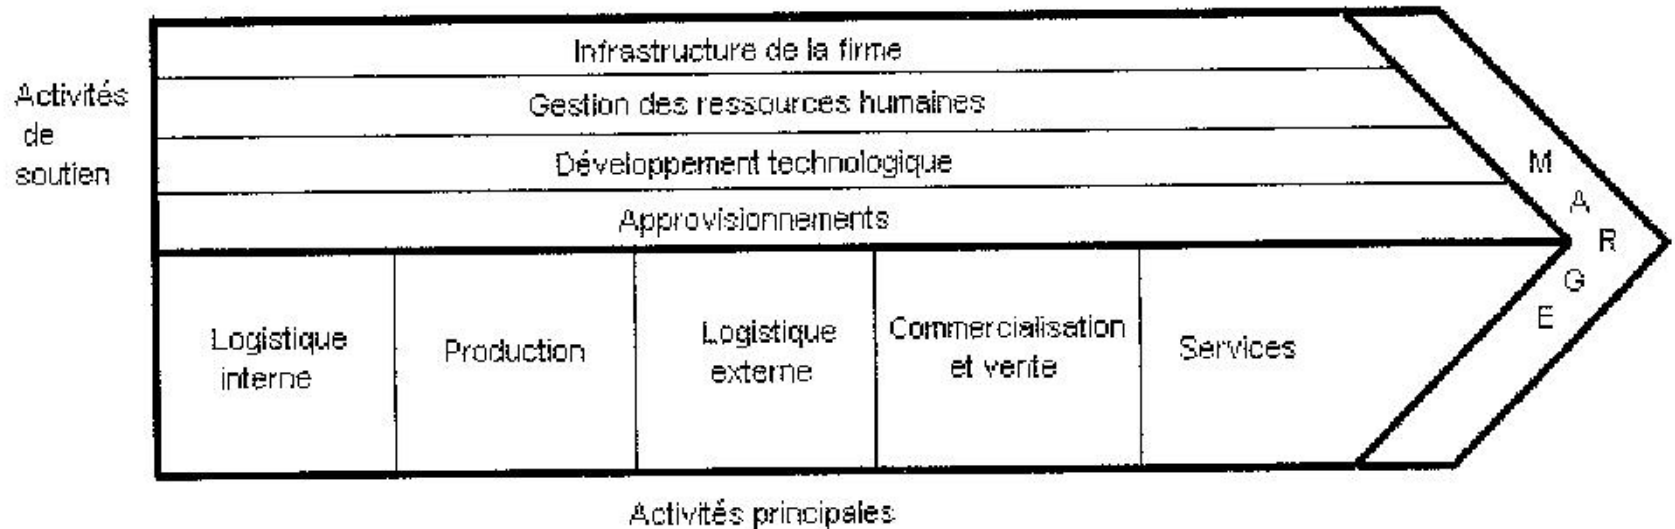 Infrastructure de la firme
Activités
de
soutien
Gestion des ressources humaines
Développement technologique
Approvisionnements
M
A
R
G
E
Logistique
interne
Production
Logistique
externe
Commercialisation
et vente
Services
Activités principales